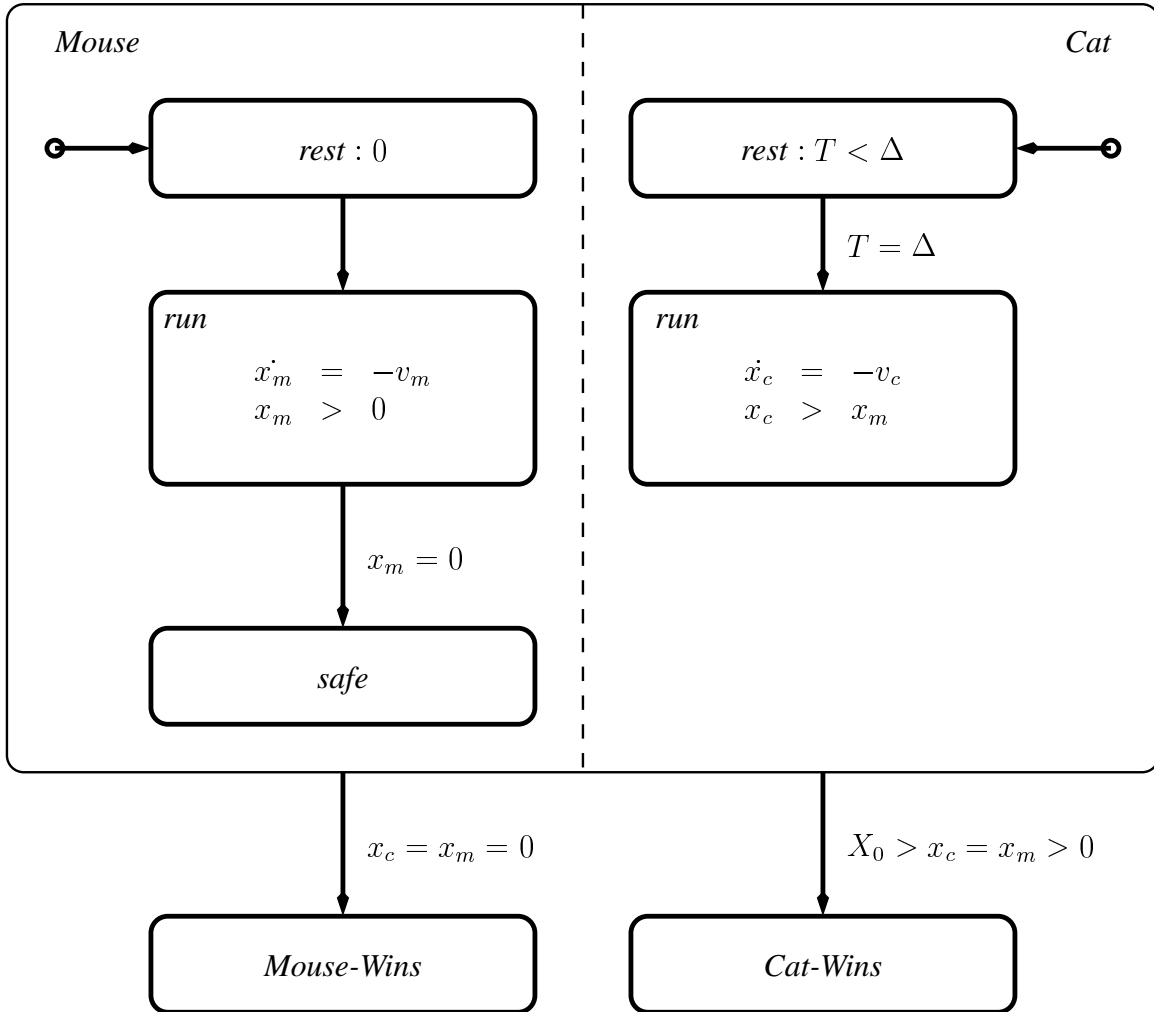 Mouse
Cat
rest : 0
rest : T < Δ
T = Δ
run
ẋ_m = −v_m
x_m > 0
run
ẋ_c = −v_c
x_c > x_m
x_m = 0
safe
x_c = x_m = 0
X_0 > x_c = x_m > 0
Mouse-Wins
Cat-Wins